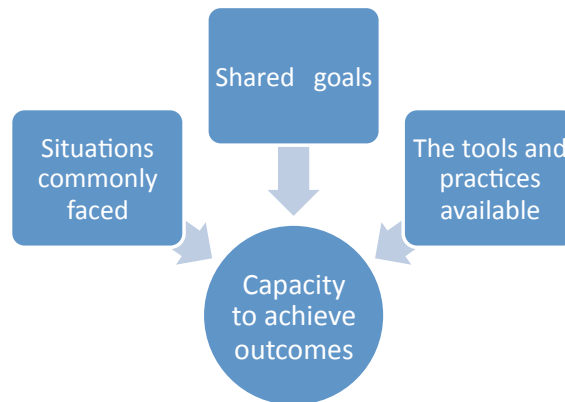 Shared goals
Situations
commonly
faced
The tools and
practices
available
Capacity
to achieve
outcomes